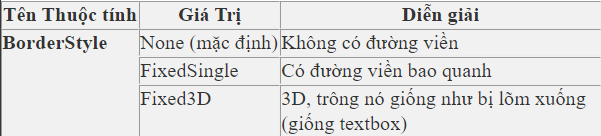 Tên Thuộc tính Giá Trị Diễn giải
BorderStyle None (mặc định) Không có đường viền
FixedSingle Có đường viền bao quanh
Fixed3D 3D, trông nó giống như bị lõm xuống
(giống textbox)